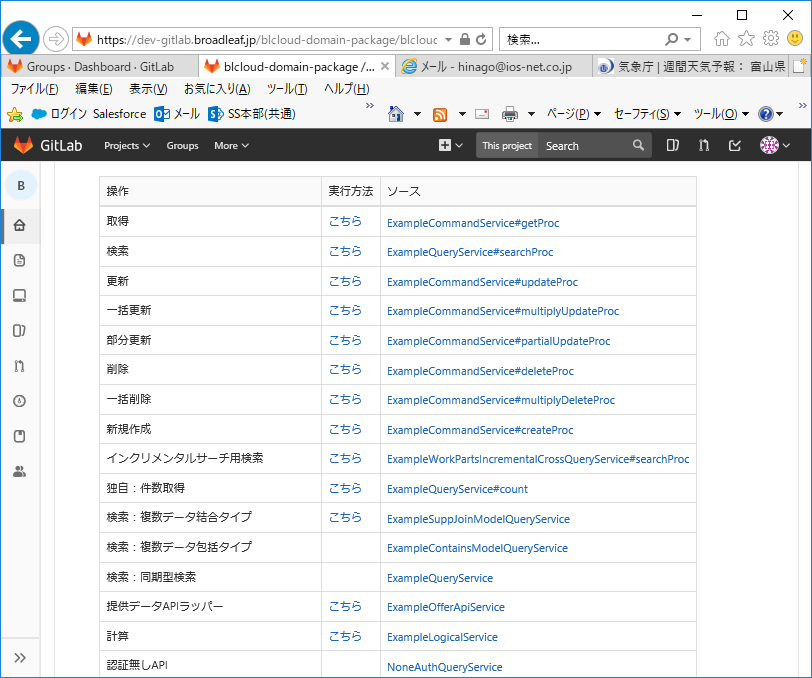 https://dev-gitlab.broadleaf.jp/blcloud-domain-package/blcloud
検索...
Groups · Dashboard · GitLab
blcloud-domain-package /...
メール - hinago@ios-net.co.jp
気象庁 | 週間天気予報： 富山県
ファイル(F) 編集(E) 表示(V) お気に入り(A) ツール(T) ヘルプ(H)
ログイン Salesforce メール SS本部(共通) ページ(P) セーフティ(S) ツール(O)
GitLab Projects Groups More This project Search
B
操作 実行方法 ソース
取得 こちら ExampleCommandService#getProc
検索 こちら ExampleQueryService#searchProc
更新 こちら ExampleCommandService#updateProc
一括更新 こちら ExampleCommandService#multiplyUpdateProc
部分更新 こちら ExampleCommandService#partialUpdateProc
削除 こちら ExampleCommandService#deleteProc
一括削除 こちら ExampleCommandService#multiplyDeleteProc
新規作成 こちら ExampleCommandService#createProc
インクリメンタルサーチ用検索 こちら ExampleWorkPartsIncrementalCrossQueryService#searchProc
独自：件数取得 こちら ExampleQueryService#count
検索：複数データ結合タイプ こちら ExampleSuppJoinModelQueryService
検索：複数データ包括タイプ ExampleContainsModelQueryService
検索：同期型検索 ExampleQueryService
提供データAPIラッパー こちら ExampleOfferApiService
計算 こちら ExampleLogicalService
認証無しAPI NoneAuthQueryService